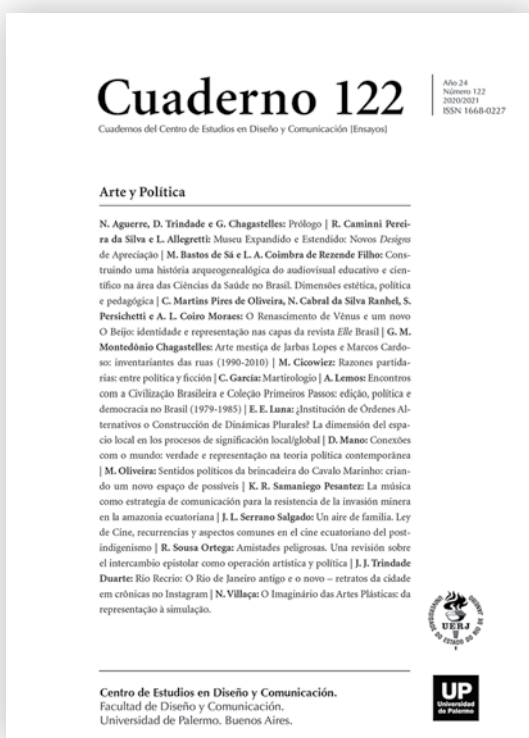 Cuaderno 122
Cuadernos del Centro de Estudios en Diseño y Comunicación [Ensayos]
Año 24
Número 122
2020/2021
ISSN 1668-0227
Arte y Política
N. Aguerre, D. Trindade e G. Chagastelles: Prólogo | R. Caminni Perei-
ra da Silva e L. Allegretti: Museu Expandido e Estendido: Novos Designs
de Apreciação | M. Bastos de Sá e L. A. Coimbra de Rezende Filho: Cons-
truindo uma história arqueogenealógica do audiovisual educativo e cien-
tífico na área das Ciências da Saúde no Brasil. Dimensões estética, política
e pedagógica | C. Martins Pires de Oliveira, N. Cabral da Silva Ranhel, S.
Persichetti e A. L. Coiro Moraes: O Renascimento de Vênus e um novo
O Beijo: identidade e representação nas capas da revista Elle Brasil | G. M.
Montedônio Chagastelles: Arte mestiça de Jarbas Lopes e Marcos Cardo-
so: inventariantes das ruas (1990-2010) | M. Cicowiez: Razones partida-
rias: entre política y ficción | C. García: Martirologio | A. Lemos: Encontros
com a Civilização Brasileira e Coleção Primeiros Passos: edição, política e
democracia no Brasil (1979-1985) | E. E. Luna: ¿Institución de Órdenes Al-
ternativos o Construcción de Dinámicas Plurales? La dimensión del espa-
cio local en los procesos de significación local/global | D. Mano: Conexões
com o mundo: verdade e representação na teoria política contemporânea
| M. Oliveira: Sentidos políticos da brincadeira do Cavalo Marinho: crian-
do um novo espaço de possíveis | K. R. Samaniego Pesantez: La música
como estrategia de comunicación para la resistencia de la invasión minera
en la amazonia ecuatoriana | J. L. Serrano Salgado: Un aire de familia. Ley
de Cine, recurrencias y aspectos comunes en el cine ecuatoriano del post-
indigenismo | R. Sousa Ortega: Amistades peligrosas. Una revisión sobre
el intercambio epistolar como operación artística y política | J. J. Trindade
Duarte: Rio Recrio: O Rio de Janeiro antigo e o novo – retratos da cidade
em crônicas no Instagram | N. Villaça: O Imaginário das Artes Plásticas: da
representação à simulação.
UNIVERSIDADE DO ESTADO DO RIO DE JANEIRO
UERJ
Centro de Estudios en Diseño y Comunicación.
Facultad de Diseño y Comunicación.
Universidad de Palermo. Buenos Aires.
UP
Universidad
de Palermo